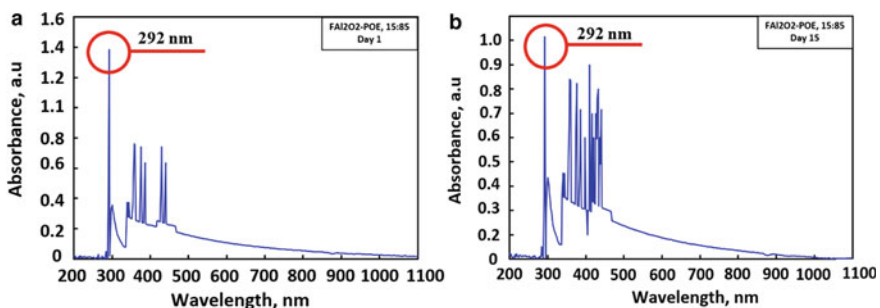 a
1.6
1.4
1.2
1.1
0.8
0.6
0.4
0.2
0
Absorbance, a.u
292 nm
FAl2O2-POE, 15:85
Day 1
200 300 400 500 600 700 800 900 1000 1100
Wavelength, nm
b
1.0
0.9
0.8
0.7
0.6
0.5
0.4
0.2
0.1
0
Absorbance, a.u
292 nm
FAl2O2-POE, 15:85
Day 15
200 300 400 500 600 700 800 900 1000 1100
Wavelength, nm